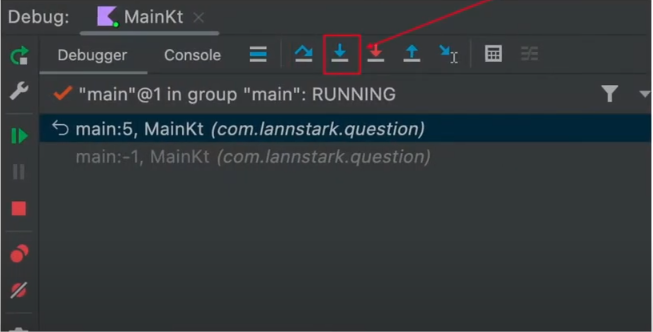 Debug: MainKt
Debugger Console
"main"@1 in group "main": RUNNING
main:5, MainKt (com.lannstark.question)
main:-1, MainKt (com.lannstark.question)